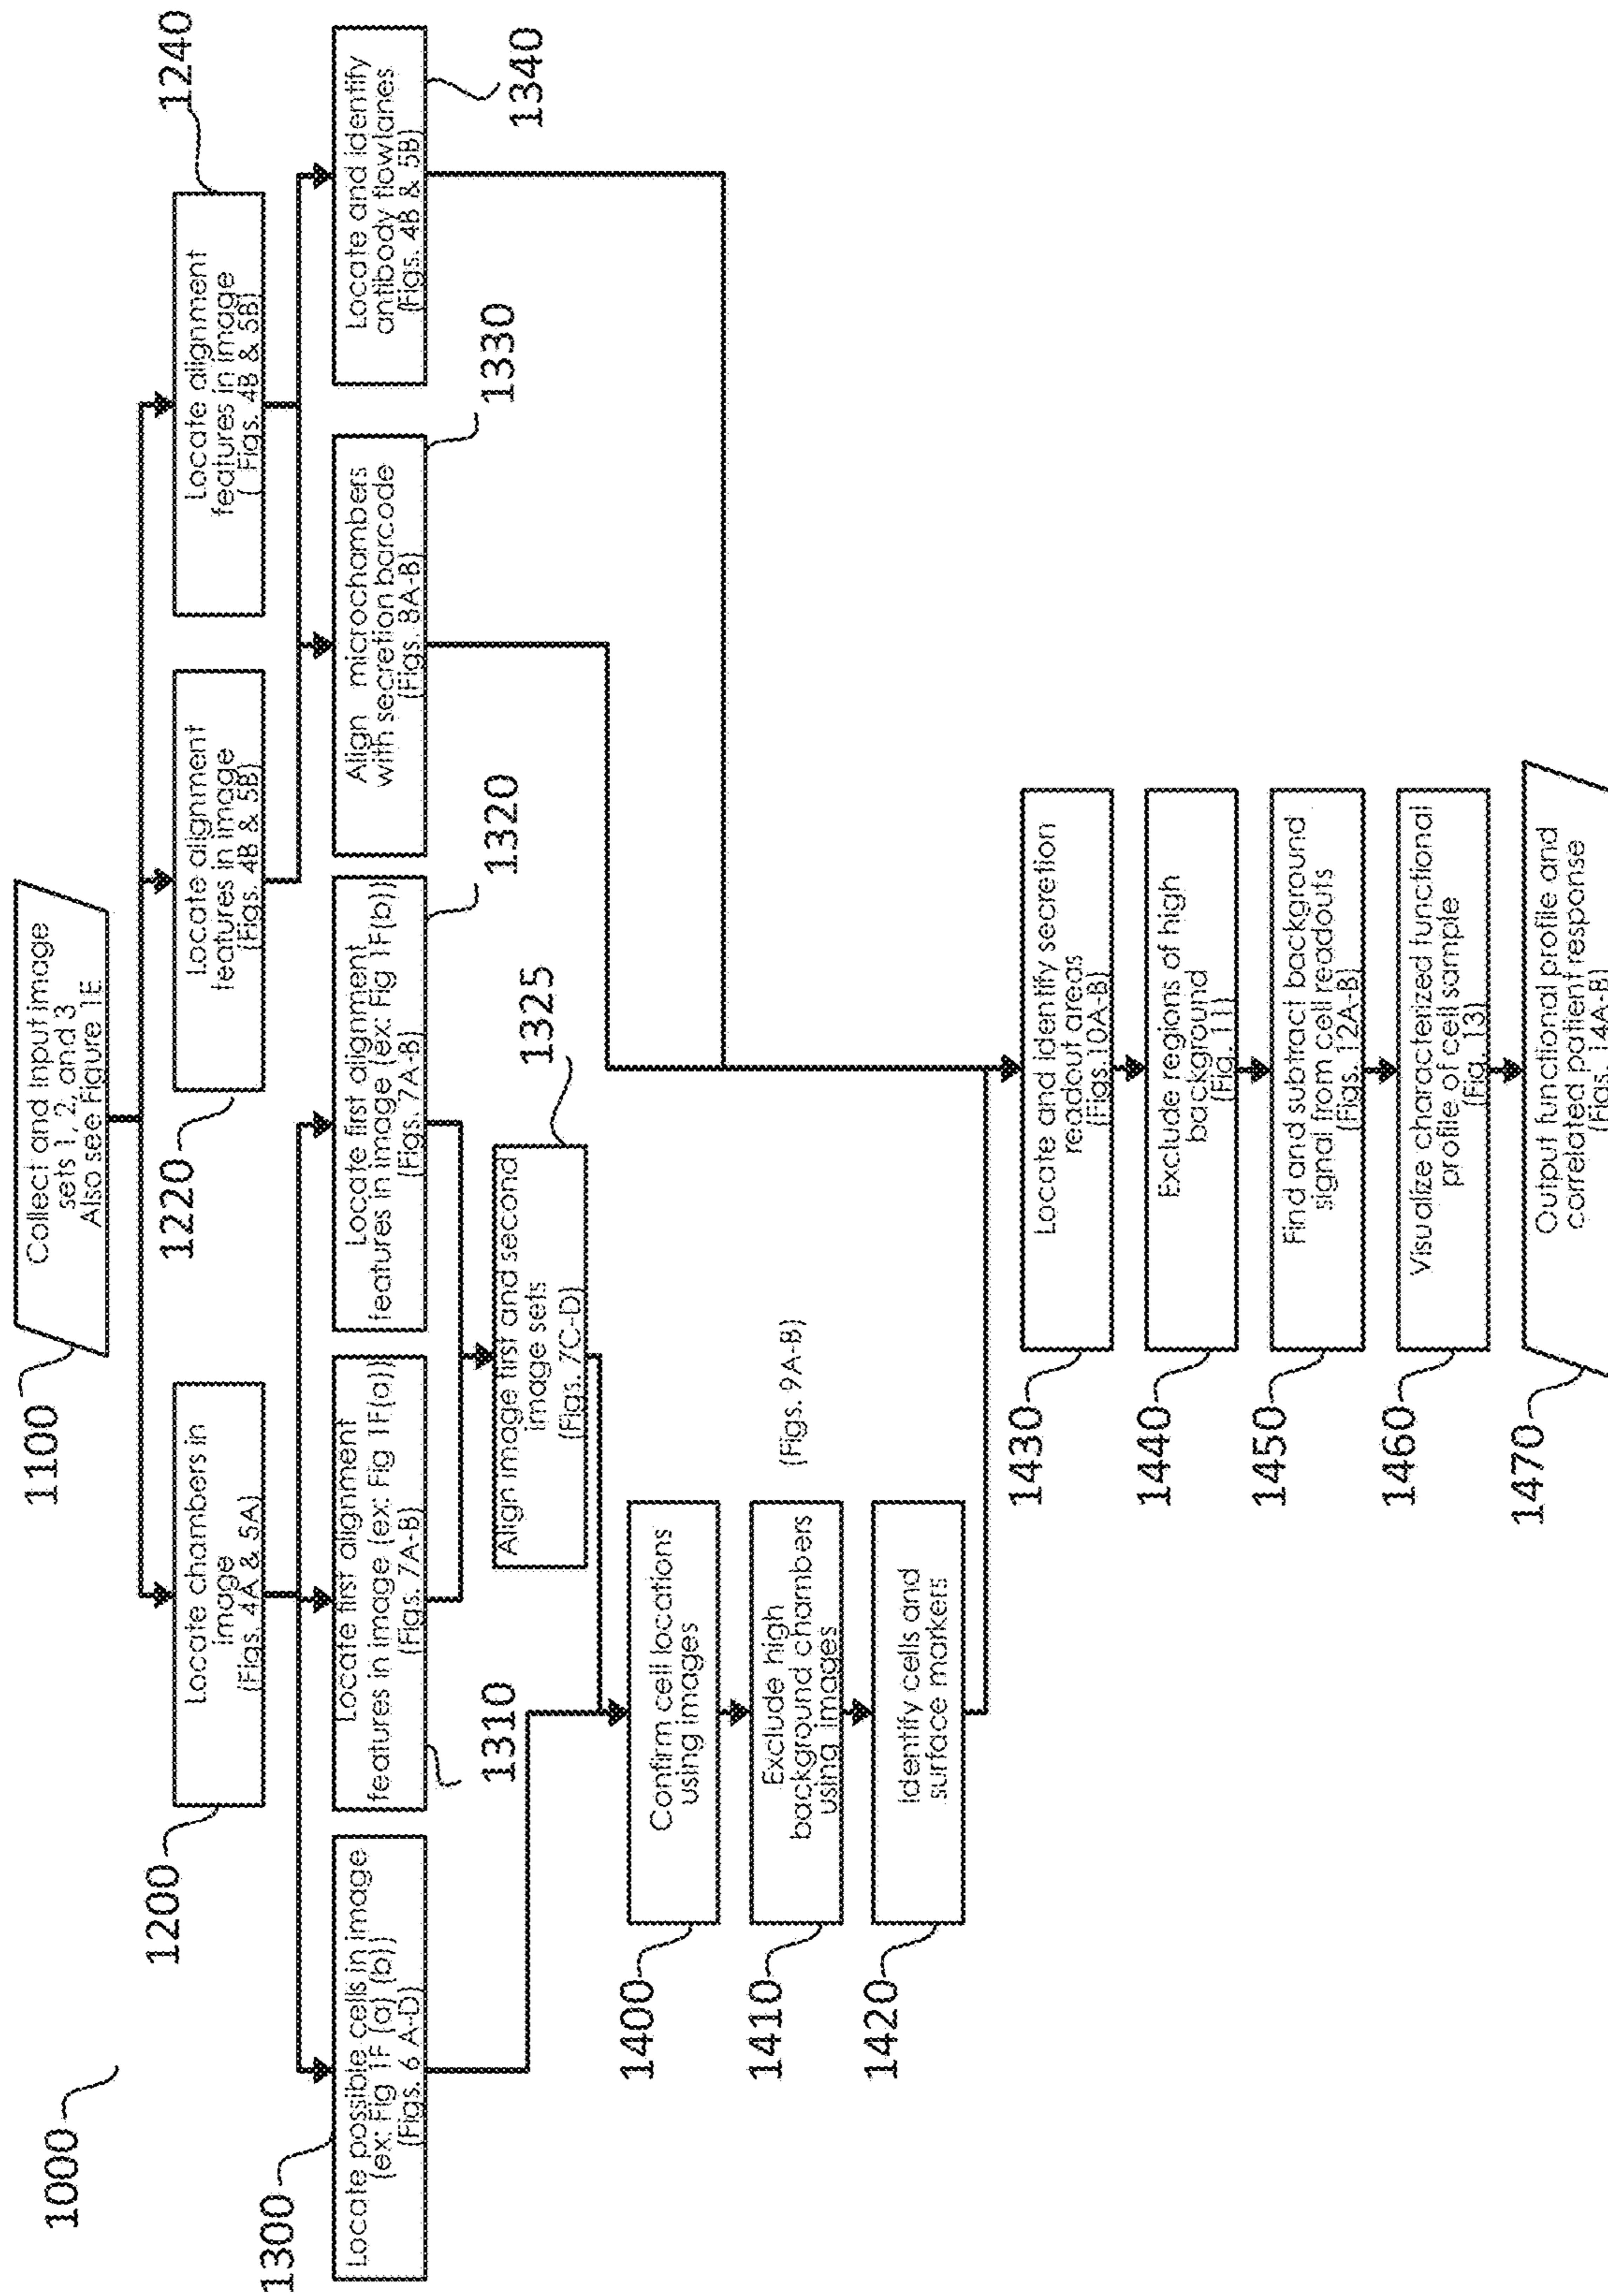 1000
1100
Collect and Input image
sets 1, 2, and 3
Also see Figure 1E
1200
Locate chambers in
image
(Figs. 4A & 5A)
1220
Locate alignment
features in image
(Figs. 4B & 5B)
1240
Locate alignment
features in image
( Figs. 4B & 5B)
1300
Locate possible cells in image
(ex: Fig 1F (a) (b))
(Figs. 6 A-D)
1310
Locate first alignment
features in image (ex: Fig 1F(a))
(Figs. 7A-B)
1320
Locate first alignment
features in image (ex: Fig 1F(b))
(Figs. 7A-B)
1330
Align microchambers
with secretion barcode
(Figs. 8A-B)
1340
Locate and identify
antibody flowlanes
(Figs. 4B & 5B)
1325
Align image first and second
image sets
(Figs. 7C-D)
1400
Confirm cell locations
using images
1410
Exclude high
background chambers
using images
(Figs. 9A-B)
1420
Identify cells and
surface markers
1430
Locate and identify secretion
readout areas
(Figs.10A-B)
1440
Exclude regions of high
background
(Fig. 11)
1450
Find and subtract background
signal from cell readouts
(Figs. 12A-B)
1460
Visualize characterized functional
profile of cell sample
(Fig. 13)
1470
Output functional profile and
correlated patient response
(Figs. 14A-B)